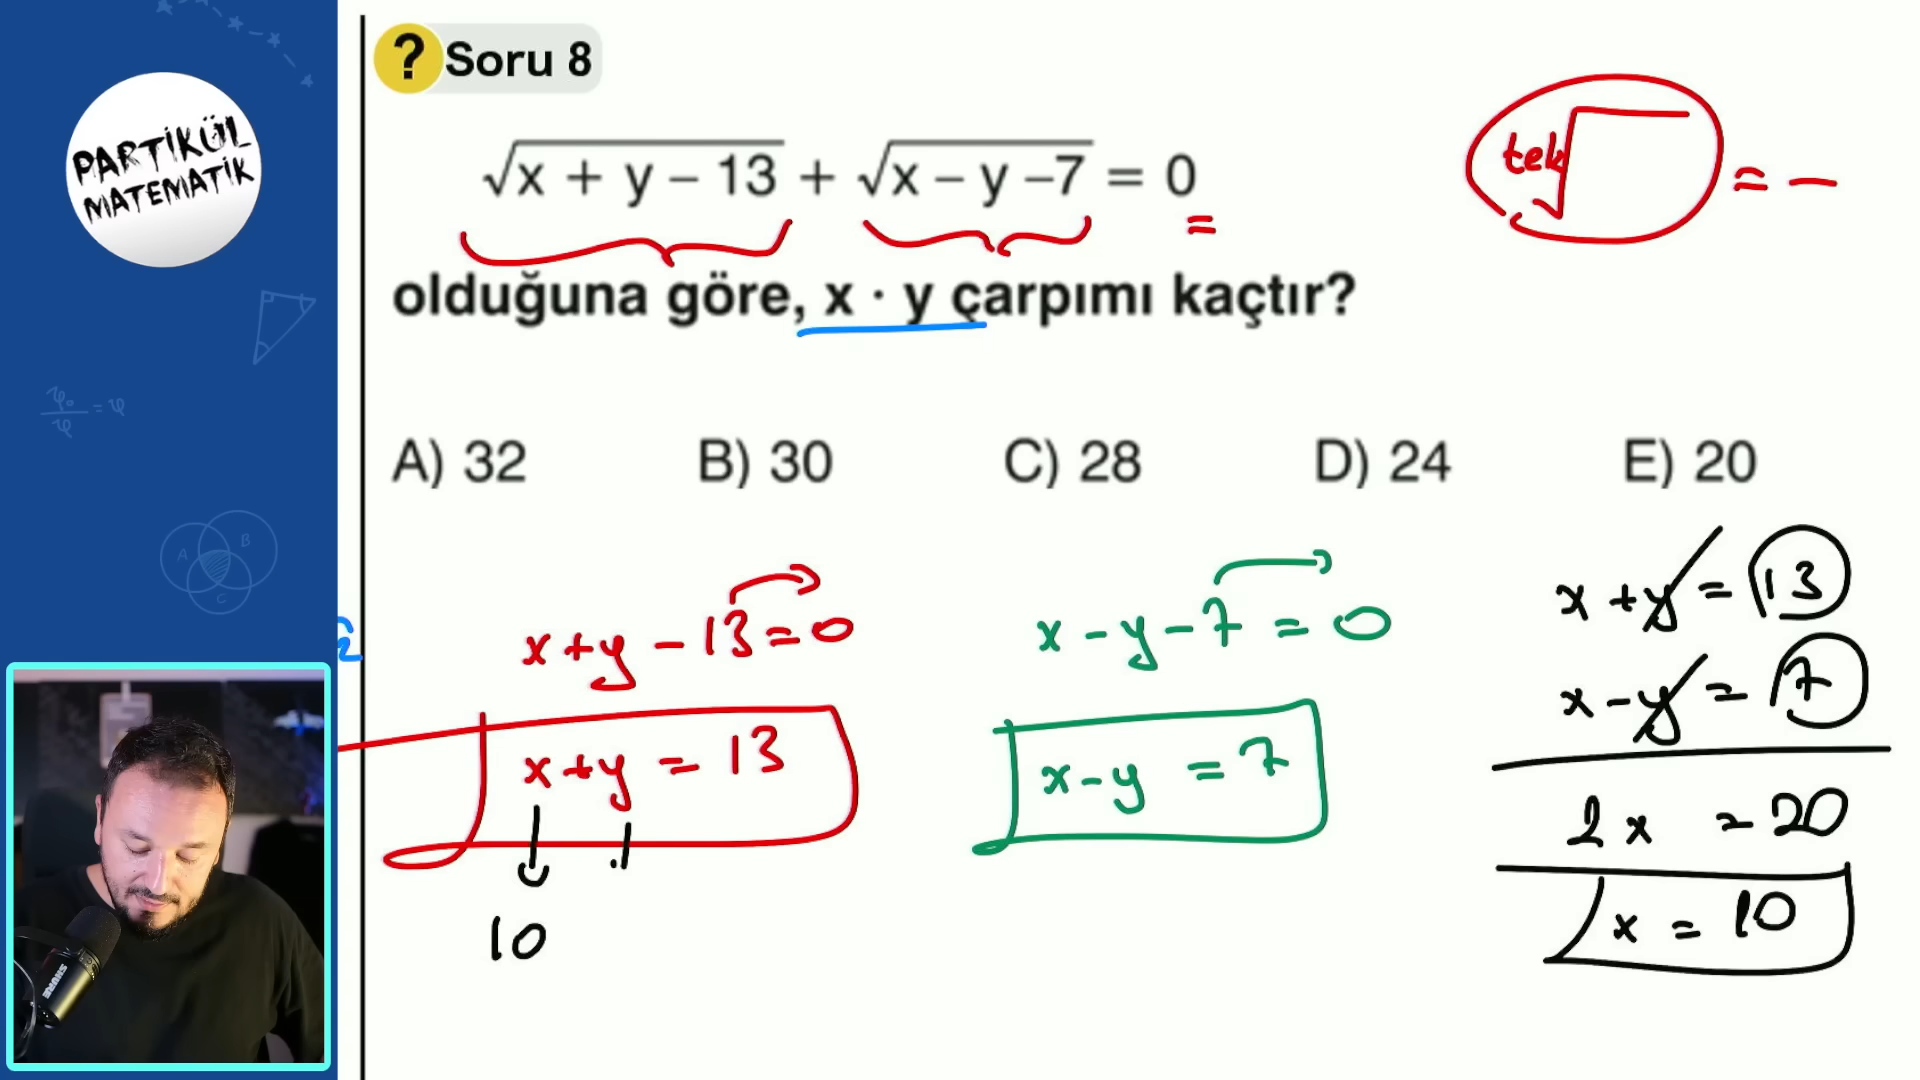 PARTİKÜL
MATEMATİK
? Soru 8
√x + y – 13 + √x – y –7 = 0
=
tek√ = –
olduğuna göre, x · y çarpımı kaçtır?
A) 32 B) 30 C) 28 D) 24 E) 20
x+y – 13 = 0
x+y = 13
10
x – y – 7 = 0
x – y = 7
x + y = 13
x – y = 7
2x = 20
x = 10
A B
C
SHURE